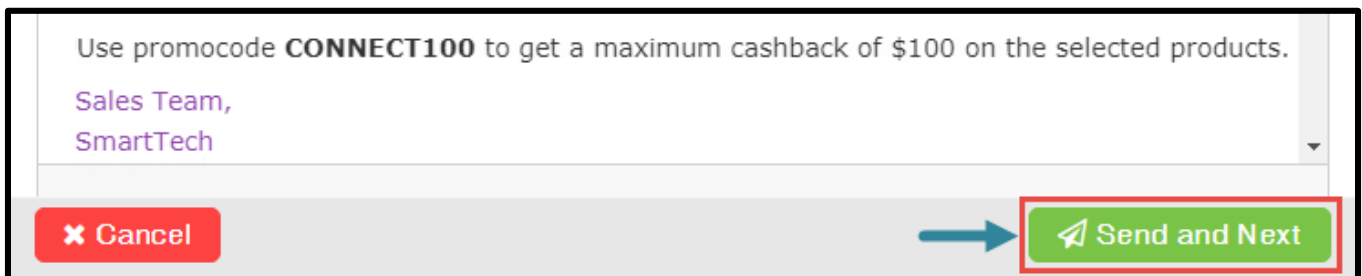 Use promocode CONNECT100 to get a maximum cashback of $100 on the selected products.
Sales Team,
SmartTech
Cancel
Send and Next